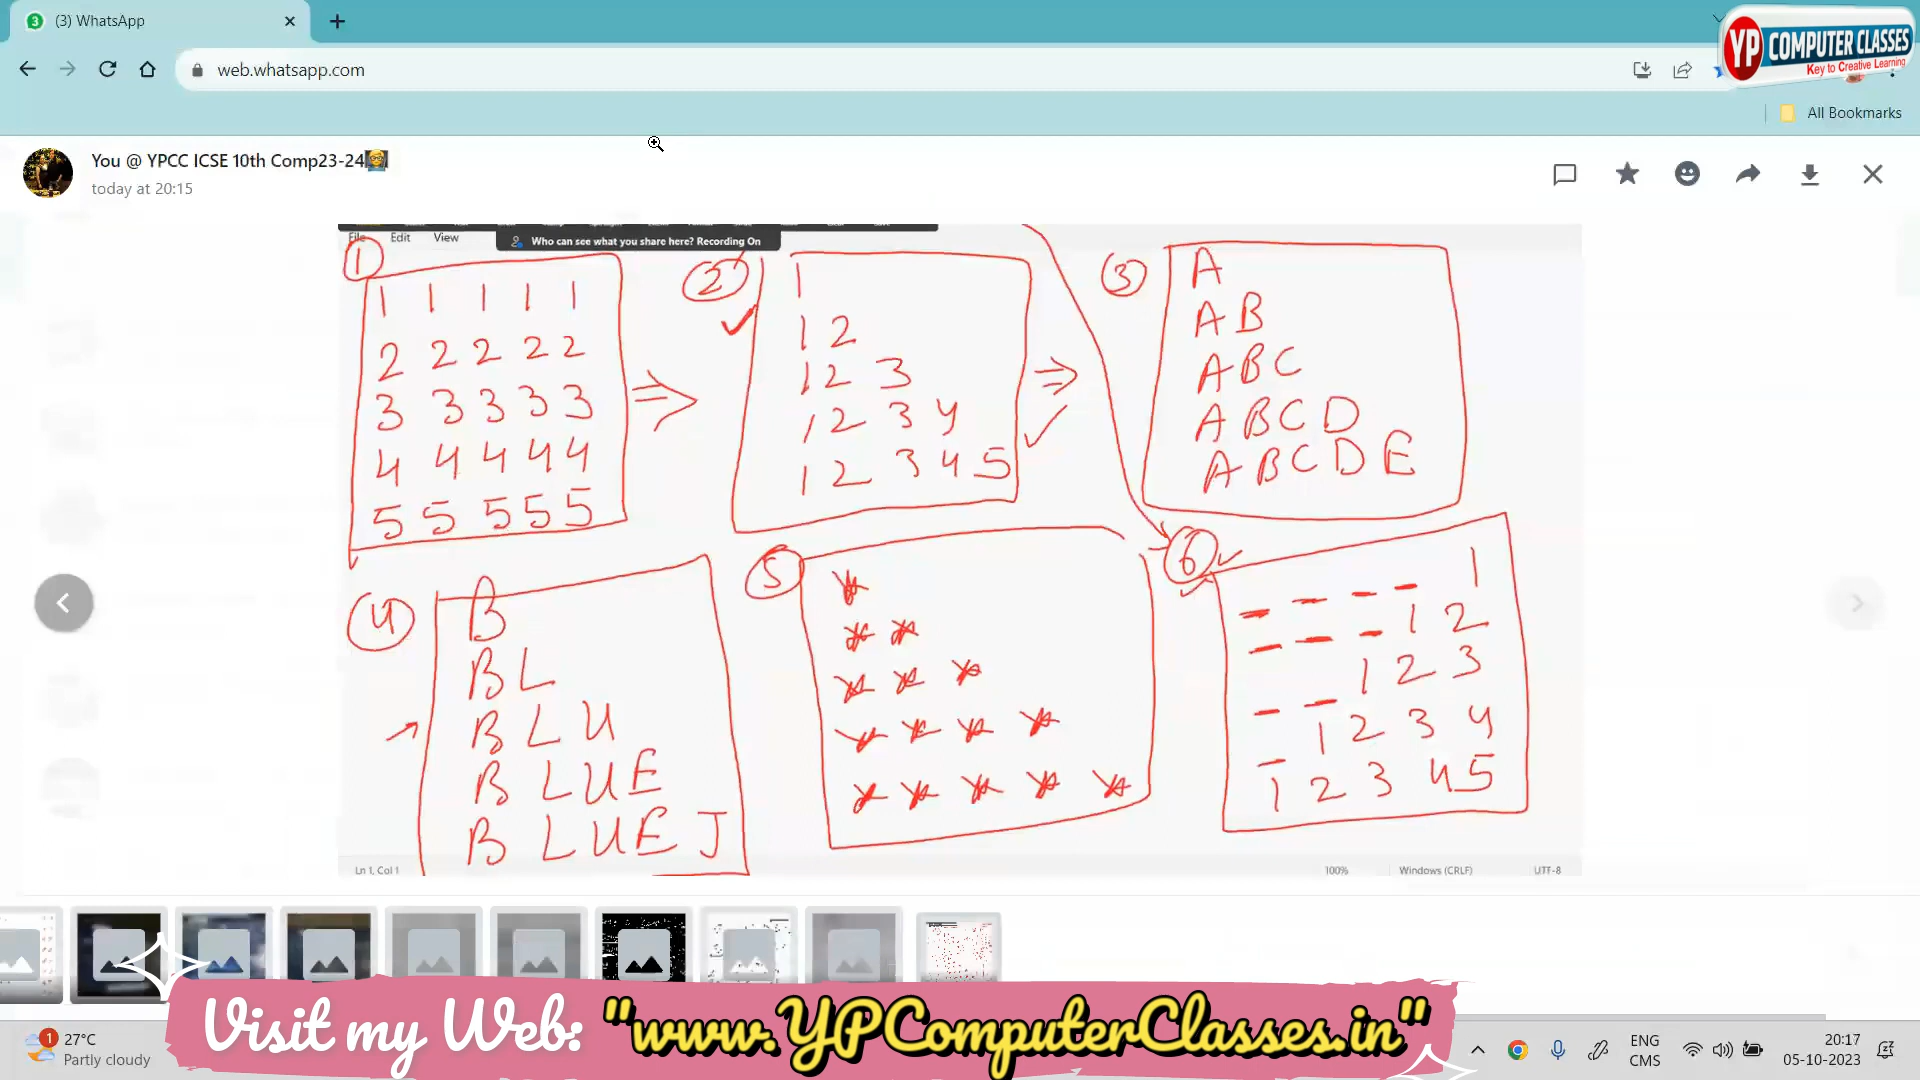 (3) WhatsApp
YP COMPUTER CLASSES
Key to Creative Learning
web.whatsapp.com
All Bookmarks
You @ YPCC ICSE 10th Comp23-24
today at 20:15
File Edit View
Who can see what you share here? Recording On
1
1 1 1 1 1
2 2 2 2 2
3 3 3 3 3
4 4 4 4 4
5 5 5 5 5
2
1
1 2
1 2 3
1 2 3 4
1 2 3 4 5
3
A
A B
A B C
A B C D
A B C D E
4
B
B L
B L U
B L U E
B L U E J
5
*
* *
* * *
* * * *
* * * * *
6
_ _ _ _ 1
_ _ _ 1 2
_ _ 1 2 3
_ 1 2 3 4
1 2 3 4 5
Ln 1, Col 1 100% Windows (CRLF) UTF-8
Visit my Web: "www.YPComputerClasses.in"
1
27°C
Partly cloudy
ENG
CMS
20:17
05-10-2023